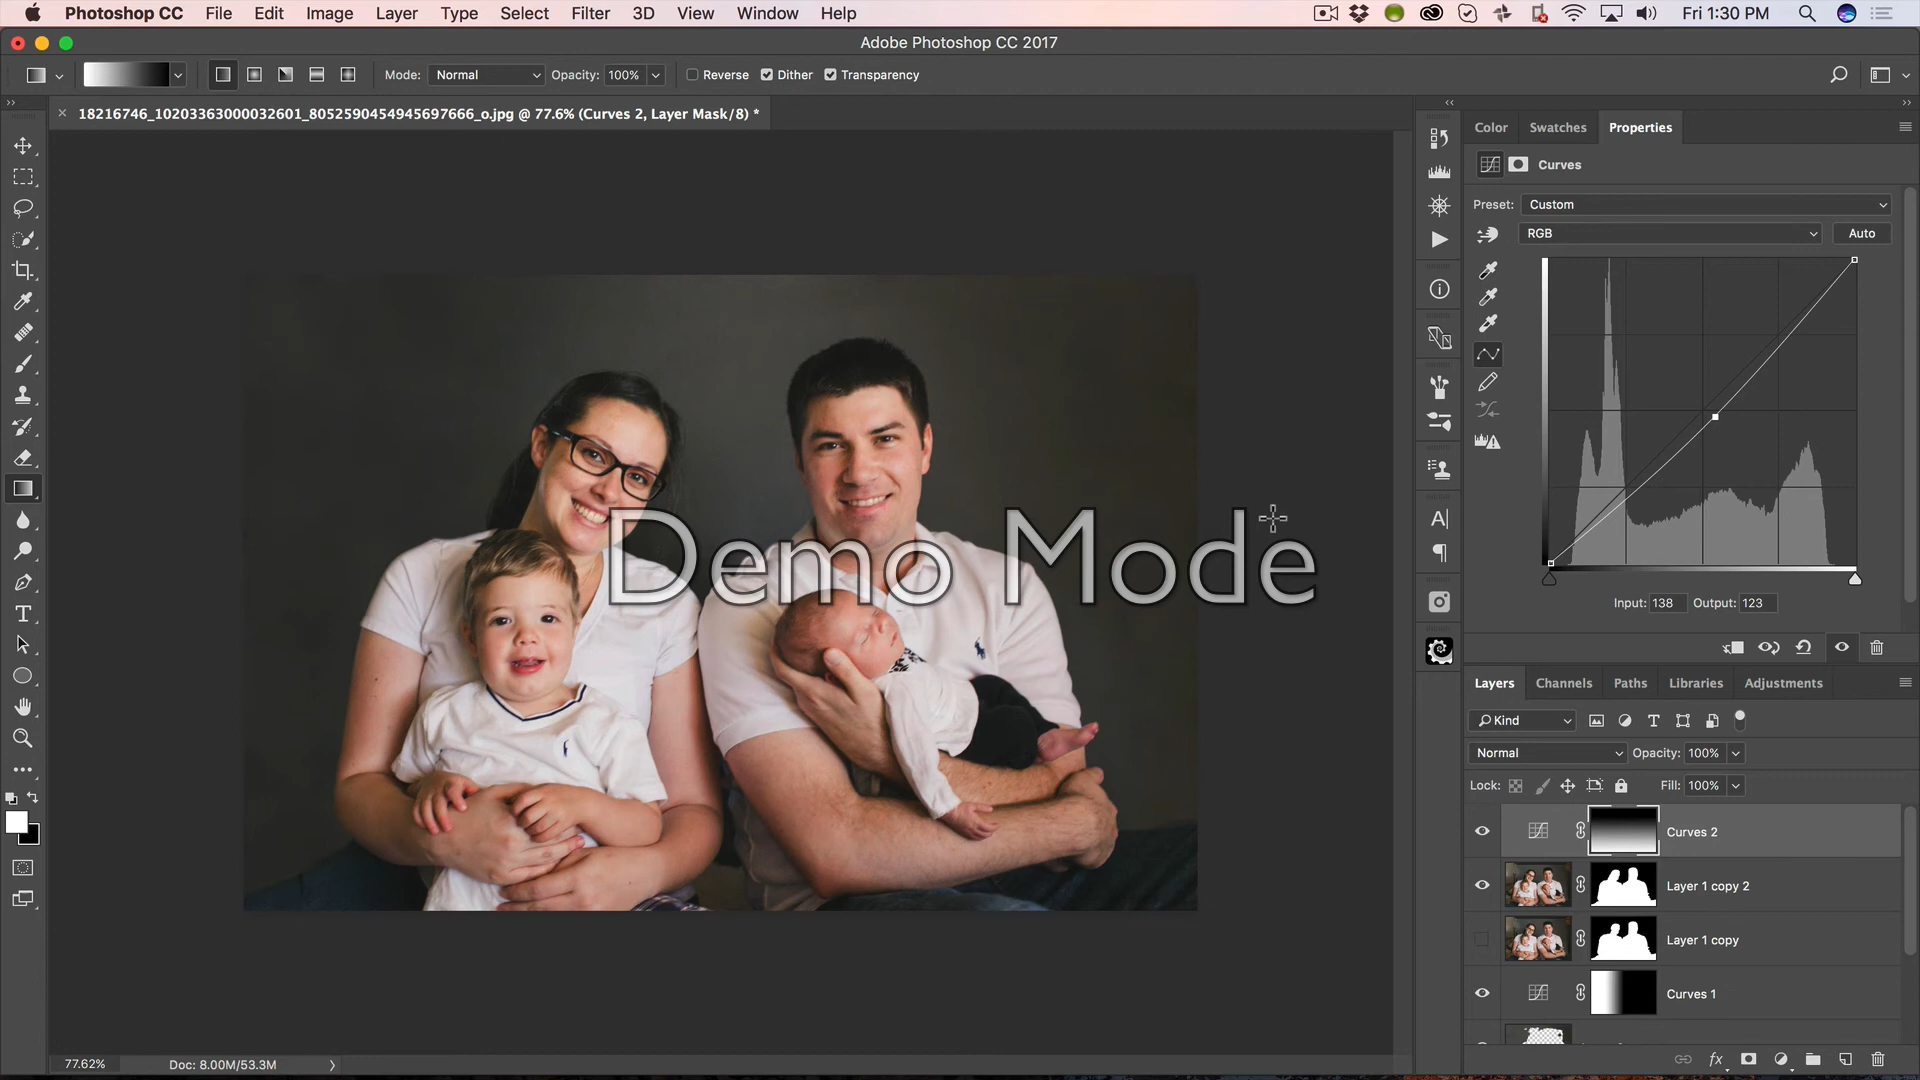 Photoshop CC File Edit Image Layer Type Select Filter 3D View Window Help Fri 1:30 PM
Adobe Photoshop CC 2017
Mode: Normal Opacity: 100% Reverse Dither Transparency
18216746_10203363000032601_8052590454945697666_o.jpg @ 77.6% (Curves 2, Layer Mask/8) *
Color Swatches Properties
Curves
Preset: Custom
RGB Auto
Demo Mode
Input: 138 Output: 123
Layers Channels Paths Libraries Adjustments
Kind
Normal Opacity: 100%
Lock: Fill: 100%
Curves 2
Layer 1 copy 2
Layer 1 copy
Curves 1
77.62% Doc: 8.00M/53.3M